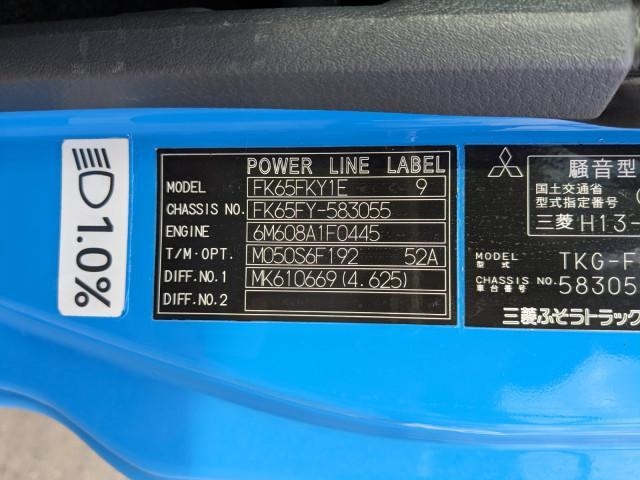 1.0%
POWER LINE LABEL
MODEL FK65FKY1E 9
CHASSIS NO. FK65FY-583055
ENGINE 6M608A1F0445
T/M·OPT. M050S6F192 52A
DIFF.NO.1 MK610669(4.625)
DIFF.NO.2
騒音型
国土交通省
型式指定番号
三菱 H13-
MODEL TKG-F
型式
CHASSIS NO. 58305
車台番号
三菱ふそうトラック